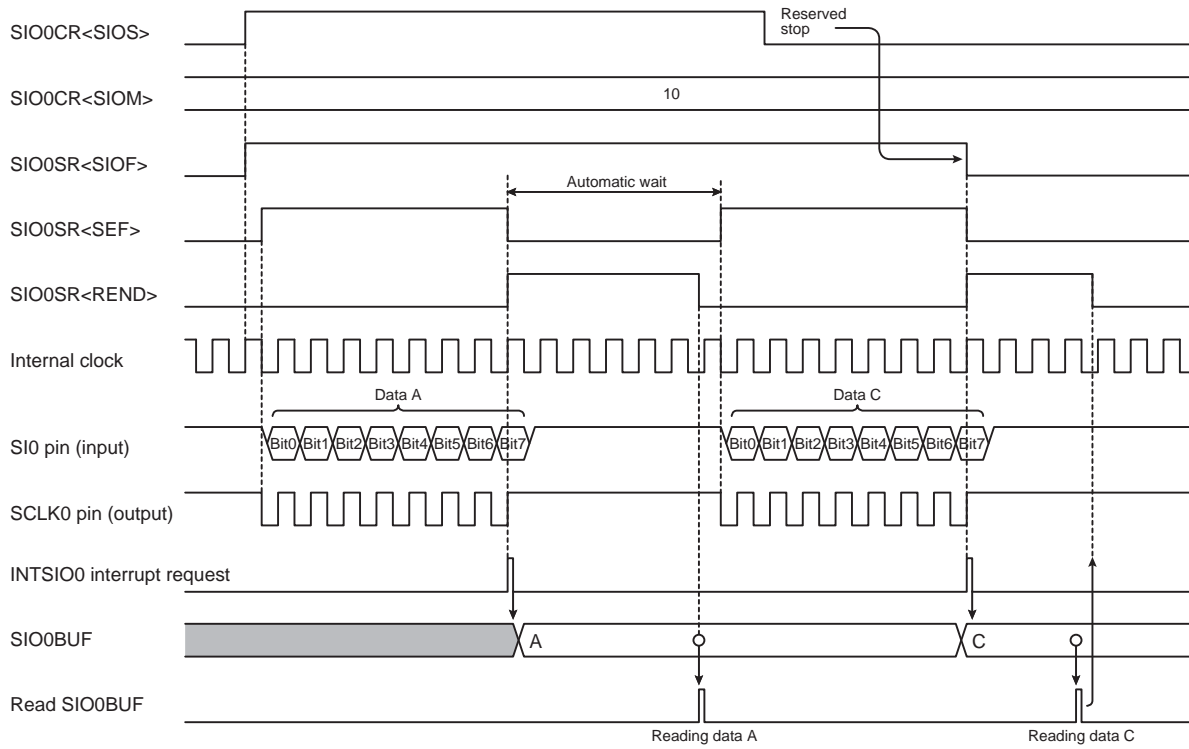 SIO0CR<SIOS>
Reserved
stop
SIO0CR<SIOM>
10
SIO0SR<SIOF>
Automatic wait
SIO0SR<SEF>
SIO0SR<REND>
Internal clock
Data A
Data C
SI0 pin (input)
Bit0 Bit1 Bit2 Bit3 Bit4 Bit5 Bit6 Bit7
Bit0 Bit1 Bit2 Bit3 Bit4 Bit5 Bit6 Bit7
SCLK0 pin (output)
INTSIO0 interrupt request
SIO0BUF
A
C
Read SIO0BUF
Reading data A
Reading data C